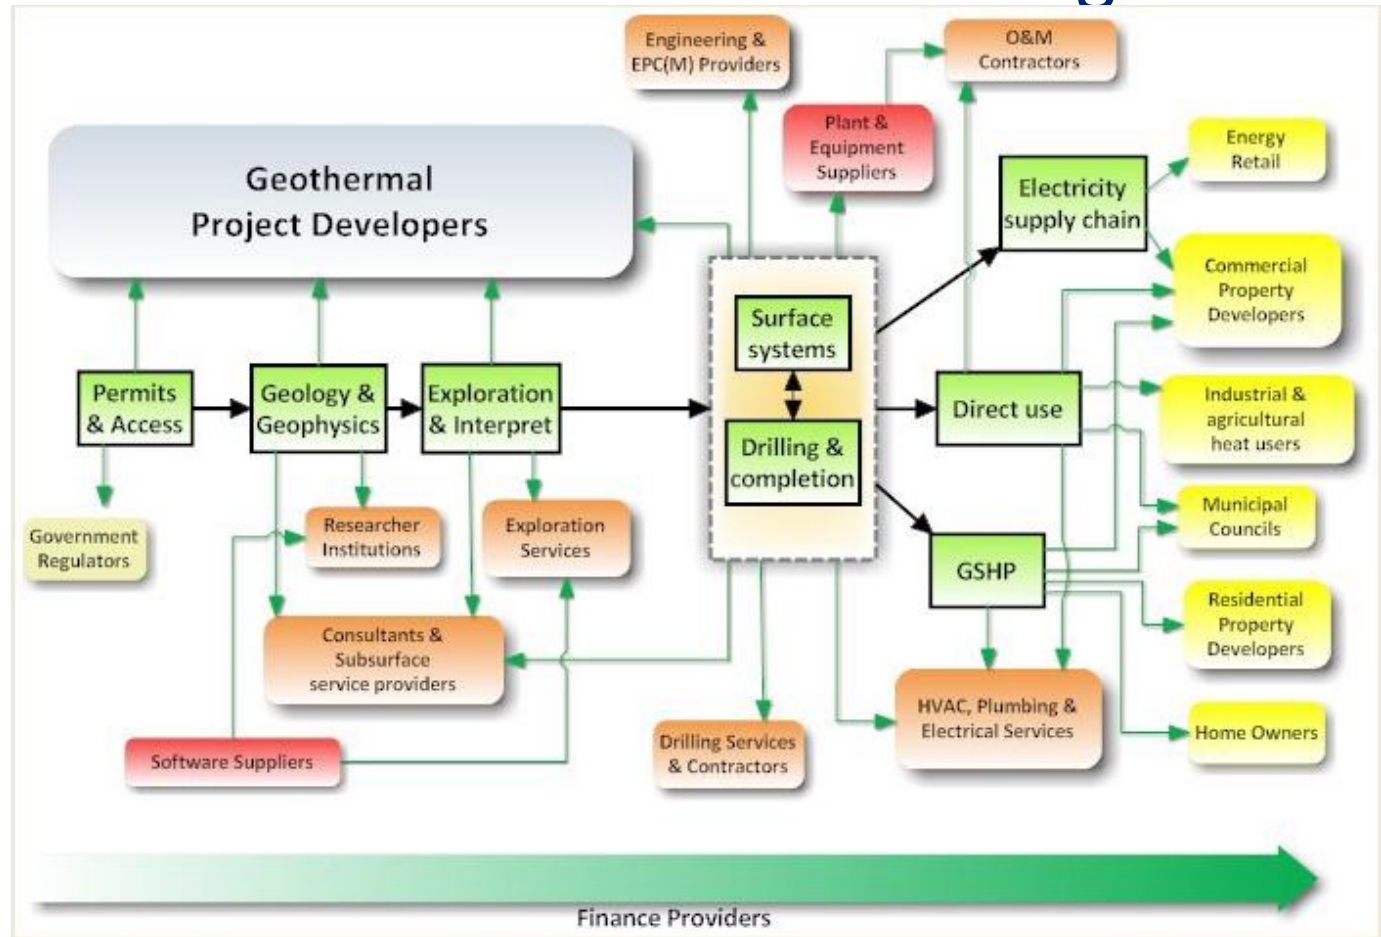 Engineering &
EPC(M) Providers
O&M
Contractors
Plant &
Equipment
Suppliers
Energy
Retail
Geothermal
Project Developers
Electricity
supply chain
Commercial
Property
Developers
Surface
systems
Permits
& Access
Geology &
Geophysics
Exploration
& Interpret
Direct use
Industrial &
agricultural
heat users
Drilling &
completion
Government
Regulators
Researcher
Institutions
Exploration
Services
Municipal
Councils
GSHP
Residential
Property
Developers
Consultants &
Subsurface
service providers
HVAC, Plumbing &
Electrical Services
Home Owners
Drilling Services
& Contractors
Software Suppliers
Finance Providers